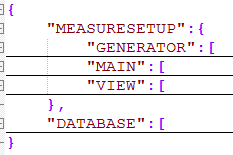 {
"MEASURESETUP":{
"GENERATOR":[
"MAIN":[
"VIEW":[
},
"DATABASE":[
}